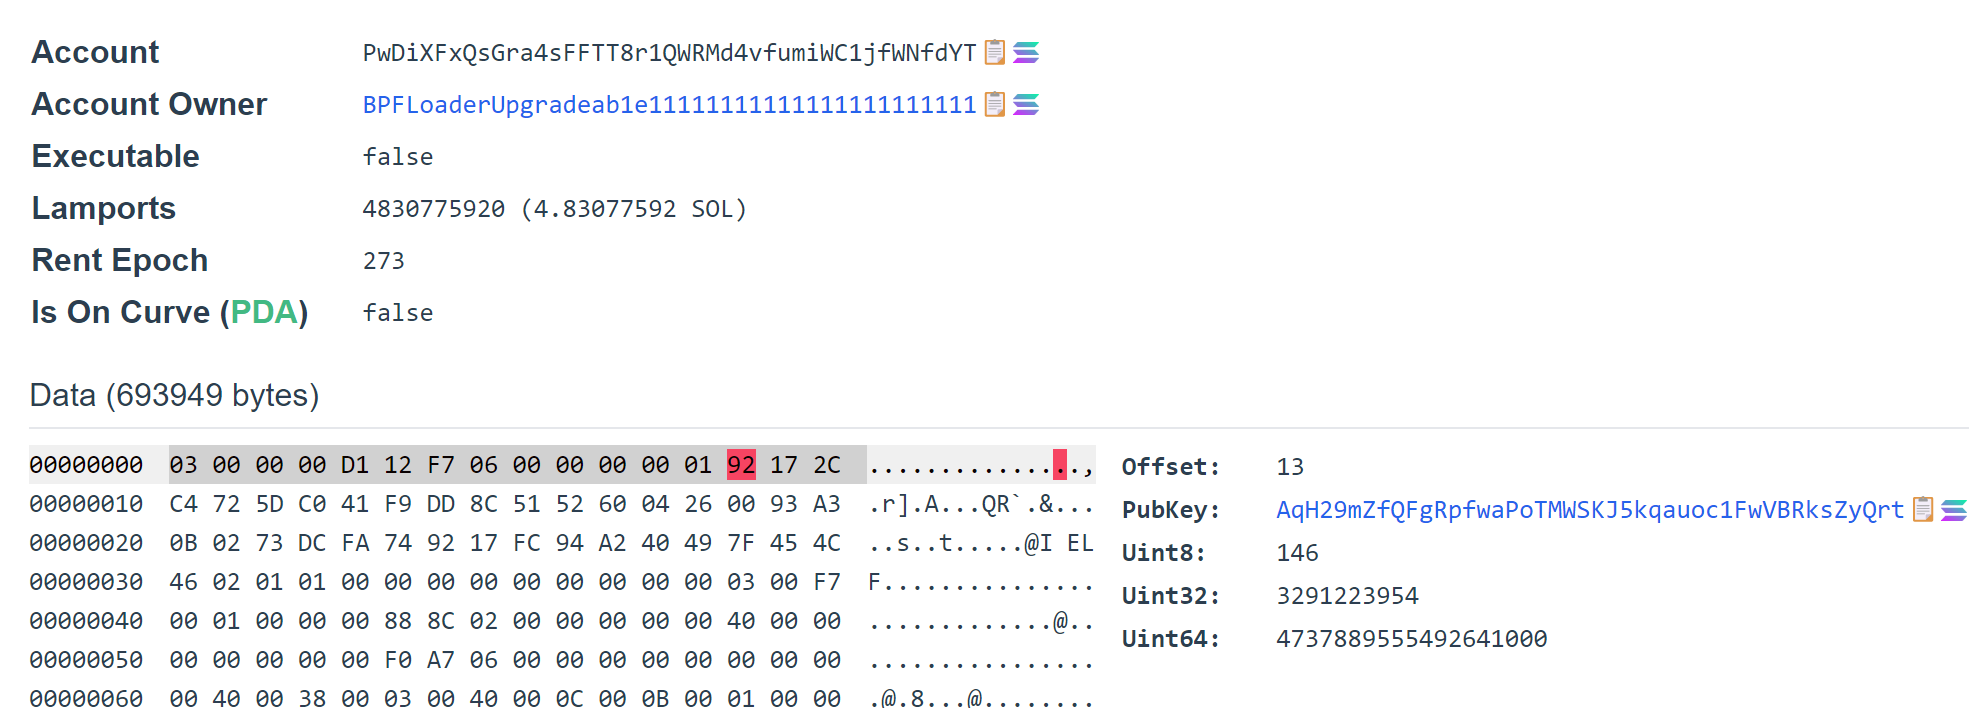 Account PwDiXFxQsGra4sFFTT8r1QWRMd4vfumiWC1jfWNfdYT
Account Owner BPFLoaderUpgradeab1e11111111111111111111111
Executable false
Lamports 4830775920 (4.83077592 SOL)
Rent Epoch 273
Is On Curve (PDA) false
Data (693949 bytes)
00000000 03 00 00 00 D1 12 F7 06 00 00 00 00 01 92 17 2C ...............,
00000010 C4 72 5D C0 41 F9 DD 8C 51 52 60 04 26 00 93 A3 .r].A...QR`.&...
00000020 0B 02 73 DC FA 74 92 17 FC 94 A2 40 49 7F 45 4C ..s..t.....@I EL
00000030 46 02 01 01 00 00 00 00 00 00 00 00 00 03 00 F7 F...............
00000040 00 01 00 00 00 88 8C 02 00 00 00 00 00 40 00 00 .............@..
00000050 00 00 00 00 00 F0 A7 06 00 00 00 00 00 00 00 00 ................
00000060 00 40 00 38 00 03 00 40 00 0C 00 0B 00 01 00 00 .@.8...@........
Offset: 13
PubKey: AqH29mZfQFgRpfwaPoTMWSKJ5kqauoc1FwVBRksZyQrt
Uint8: 146
Uint32: 3291223954
Uint64: 4737889555492641000